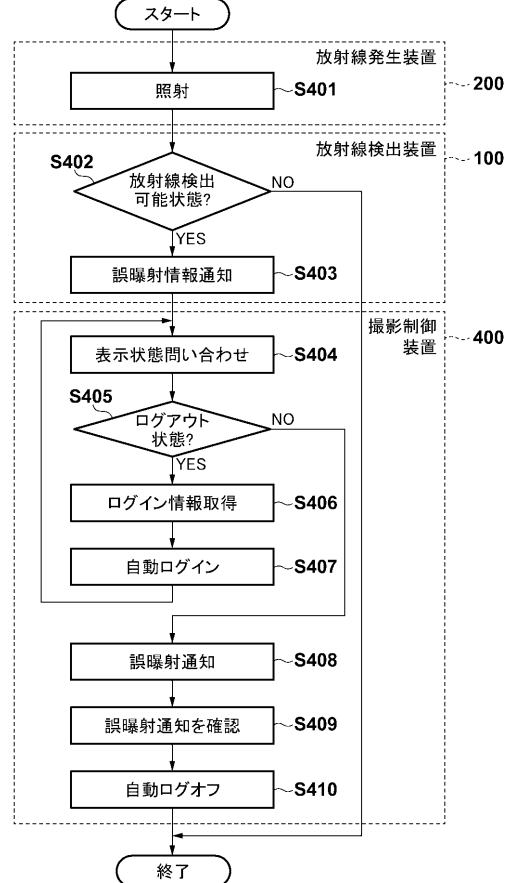 スタート
放射線発生装置
200
照射
S401
放射線検出装置
100
S402
放射線検出
可能状態?
NO
YES
誤曝射情報通知
S403
撮影制御
装置
400
表示状態問い合わせ
S404
S405
ログアウト
状態?
NO
YES
ログイン情報取得
S406
自動ログイン
S407
誤曝射通知
S408
誤曝射通知を確認
S409
自動ログオフ
S410
終了